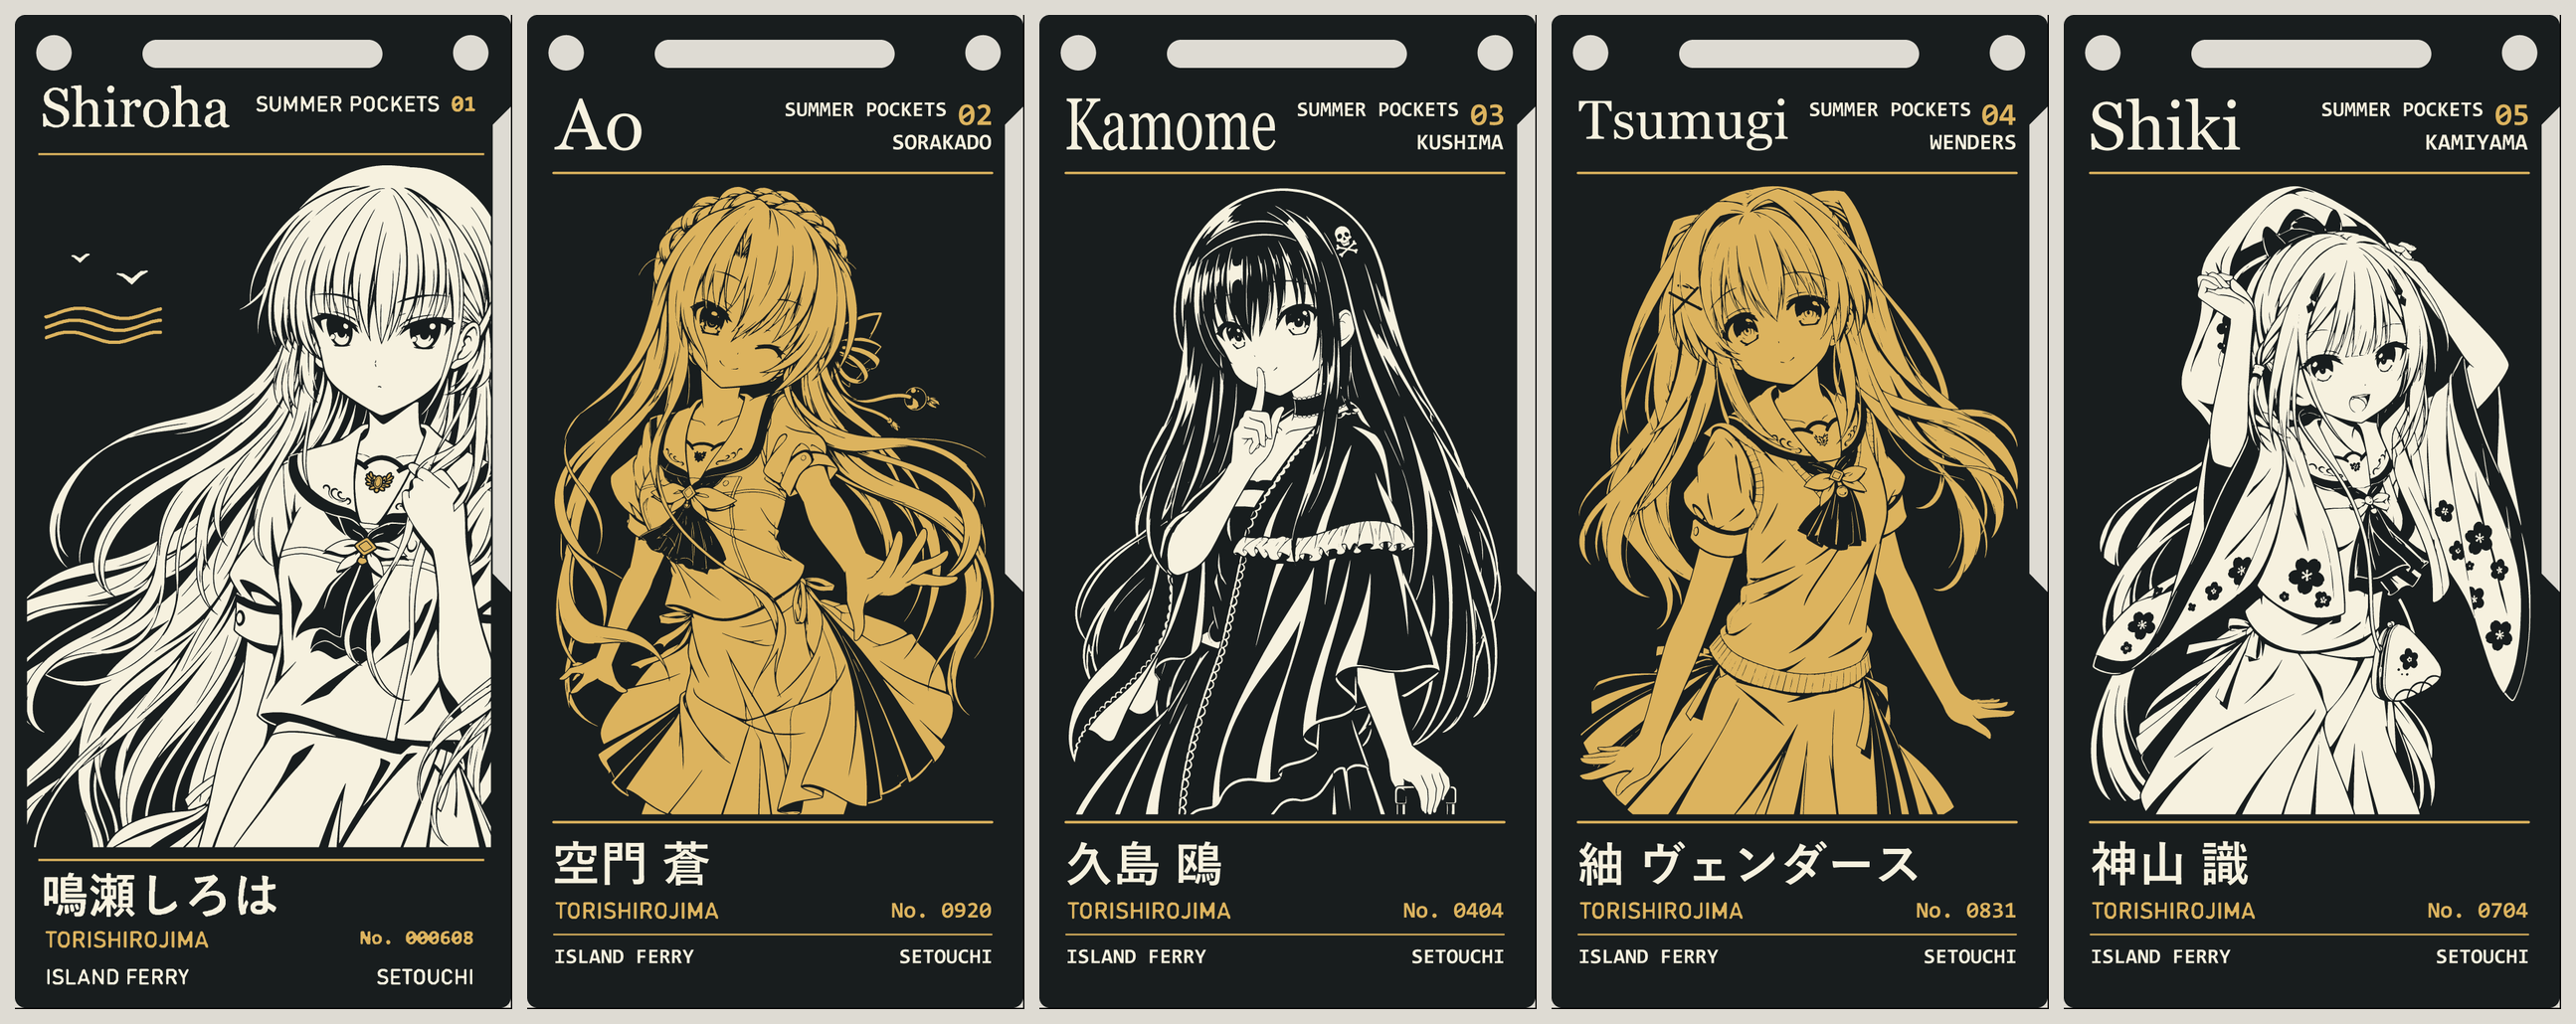 Shiroha
SUMMER POCKETS 01
鳴瀬しろは
TORISHIROJIMA
No. 000608
ISLAND FERRY
SETOUCHI
Ao
SUMMER POCKETS 02
SORAKADO
空門 蒼
TORISHIROJIMA
No. 0920
ISLAND FERRY
SETOUCHI
Kamome
SUMMER POCKETS 03
KUSHIMA
久島 鴎
TORISHIROJIMA
No. 0404
ISLAND FERRY
SETOUCHI
Tsumugi
SUMMER POCKETS 04
WENDERS
紬 ヴェンダース
TORISHIROJIMA
No. 0831
ISLAND FERRY
SETOUCHI
Shiki
SUMMER POCKETS 05
KAMIYAMA
神山 識
TORISHIROJIMA
No. 0704
ISLAND FERRY
SETOUCHI